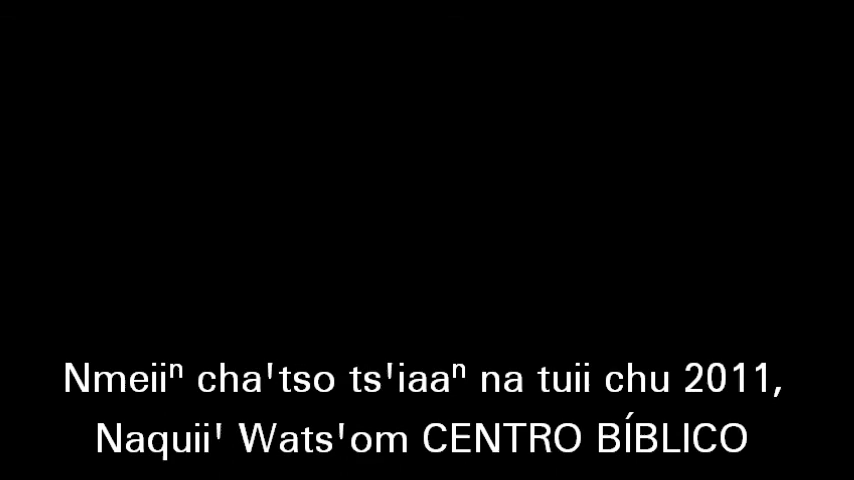 Nmeiiⁿ cha'tso ts'iaaⁿ na tuii chu 2011,
Naquii' Wats'om CENTRO BÍBLICO